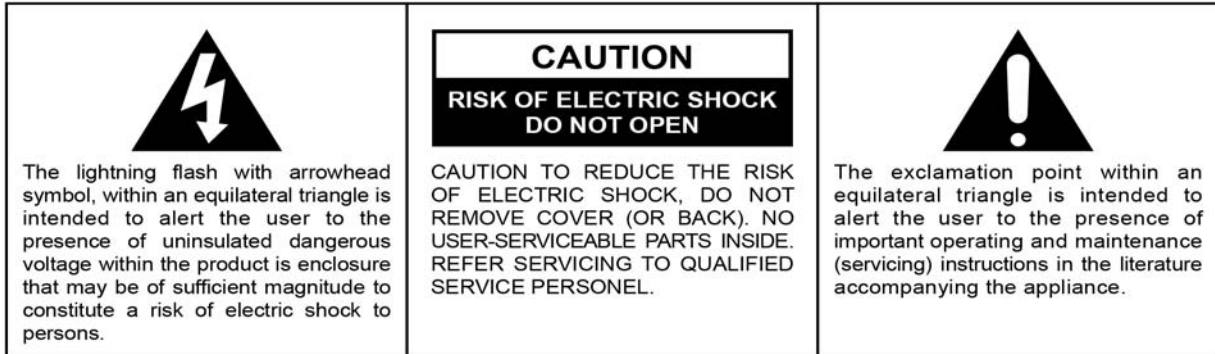 The lightning flash with arrowhead
symbol, within an equilateral triangle is
intended to alert the user to the
presence of uninsulated dangerous
voltage within the product is enclosure
that may be of sufficient magnitude to
constitute a risk of electric shock to
persons.
CAUTION
RISK OF ELECTRIC SHOCK
DO NOT OPEN
CAUTION TO REDUCE THE RISK
OF ELECTRIC SHOCK, DO NOT
REMOVE COVER (OR BACK). NO
USER-SERVICEABLE PARTS INSIDE.
REFER SERVICING TO QUALIFIED
SERVICE PERSONEL.
The exclamation point within an
equilateral triangle is intended to
alert the user to the presence of
important operating and maintenance
(servicing) instructions in the literature
accompanying the appliance.